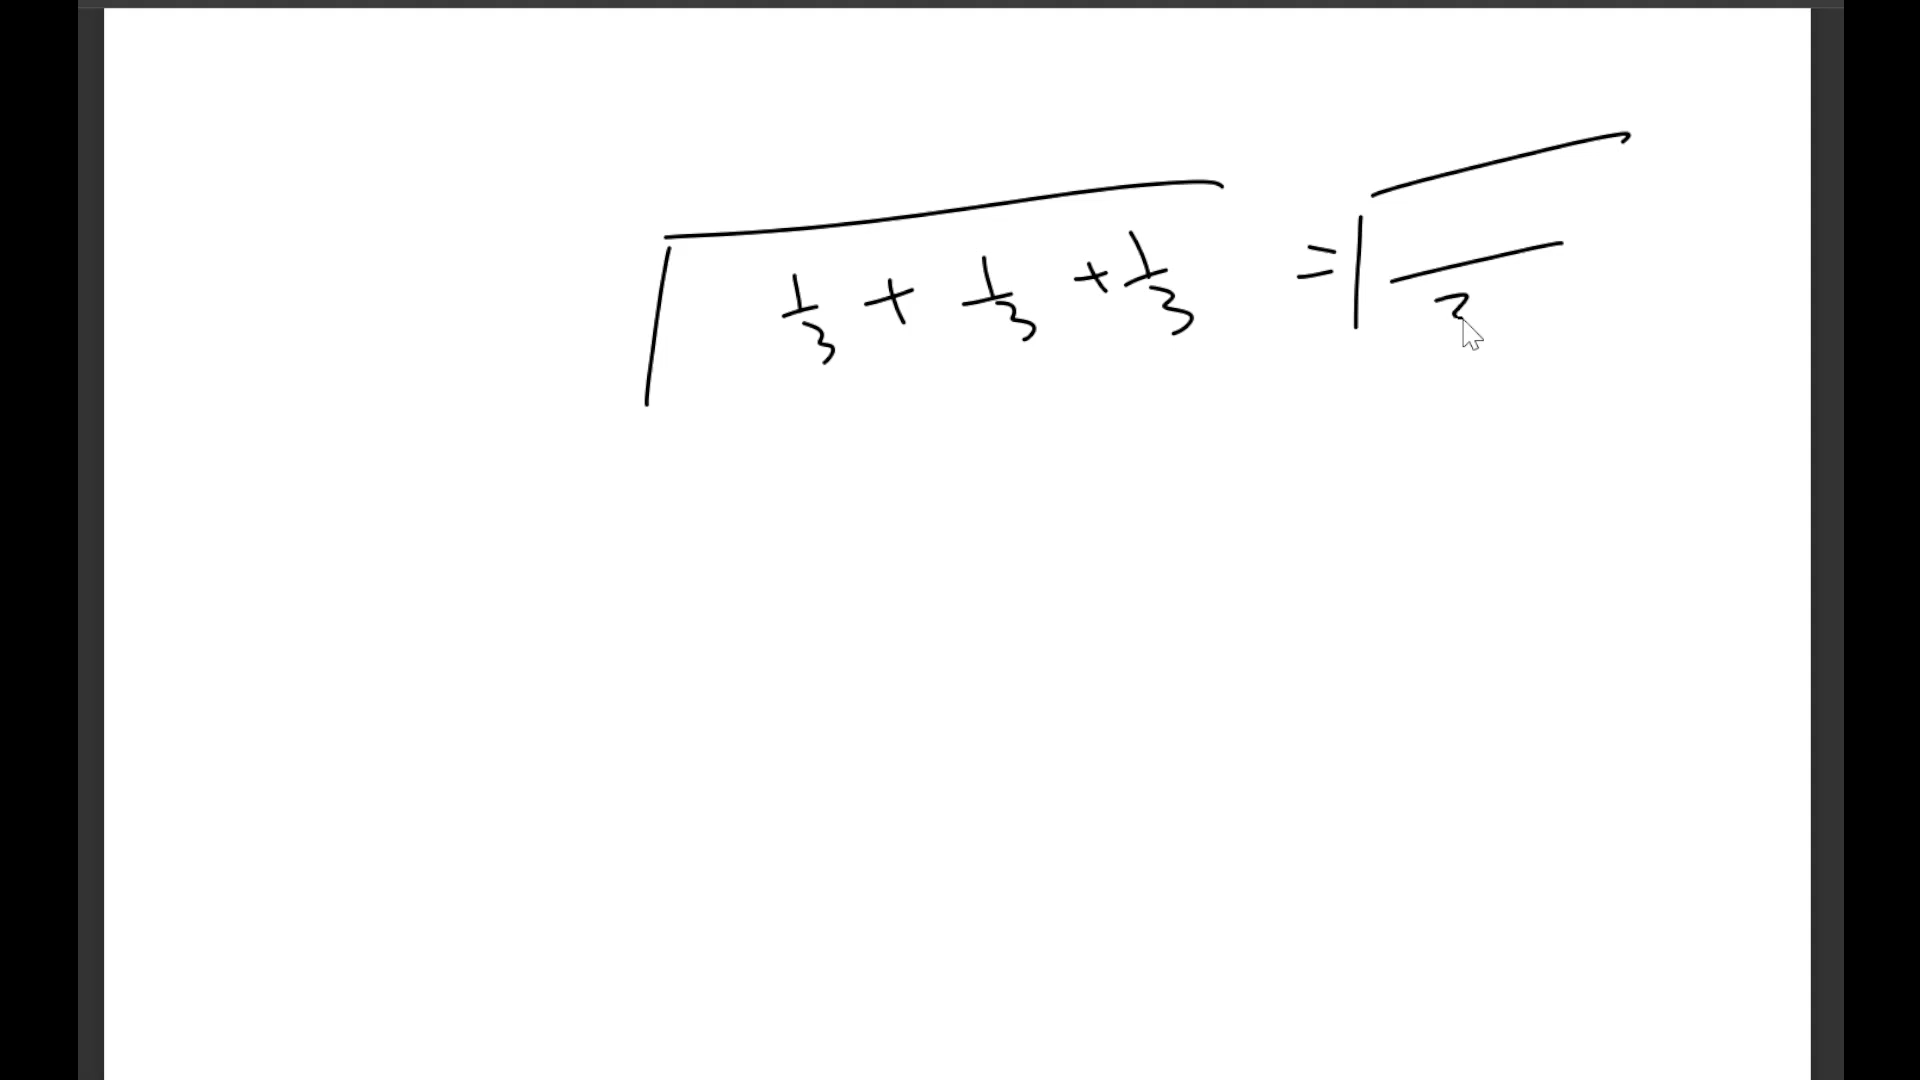 √(1/3 + 1/3 + 1/3) = √( /3)